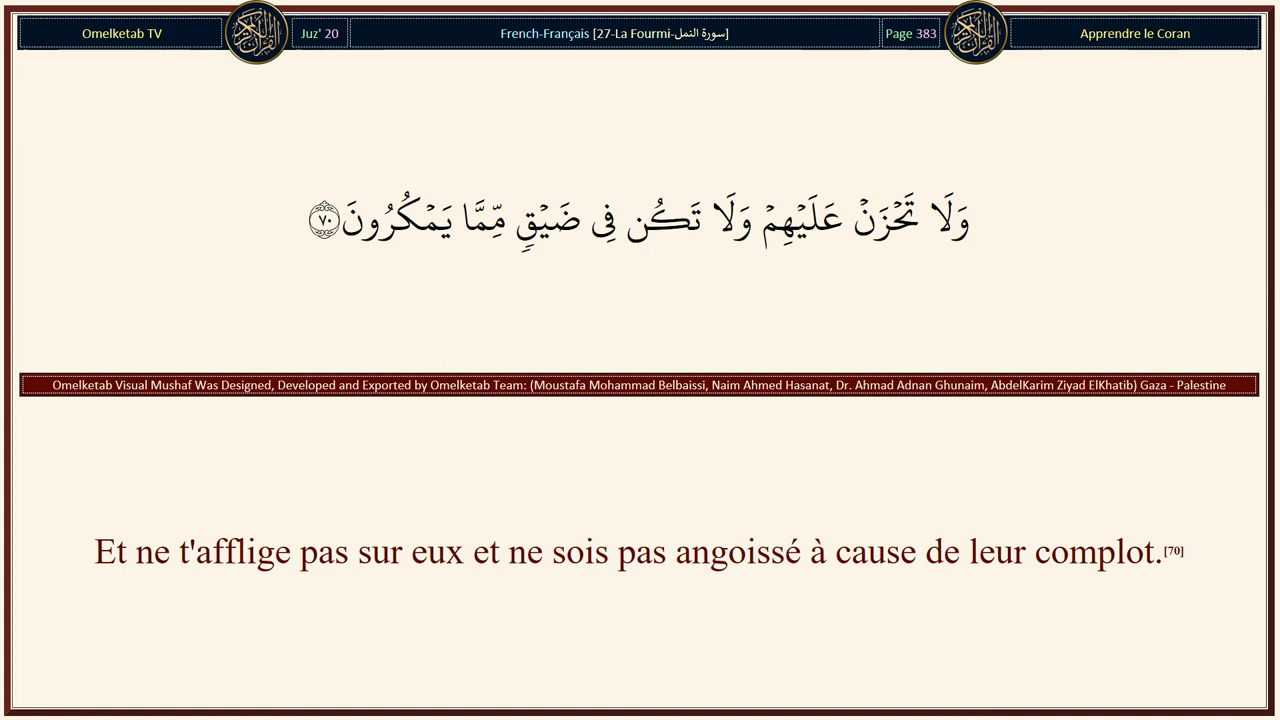 Omelketab TV
Juz' 20
French-Français [27-La Fourmi-سورة النمل]
Page 383
Apprendre le Coran
وَلَا تَحْزَنْ عَلَيْهِمْ وَلَا تَكُن فِى ضَيْقٍۢ مِّمَّا يَمْكُرُونَ ٧٠
Omelketab Visual Mushaf Was Designed, Developed and Exported by Omelketab Team: (Moustafa Mohammad Belbaissi, Naim Ahmed Hasanat, Dr. Ahmad Adnan Ghunaim, AbdelKarim Ziyad ElKhatib) Gaza - Palestine
Et ne t'afflige pas sur eux et ne sois pas angoissé à cause de leur complot.[70]